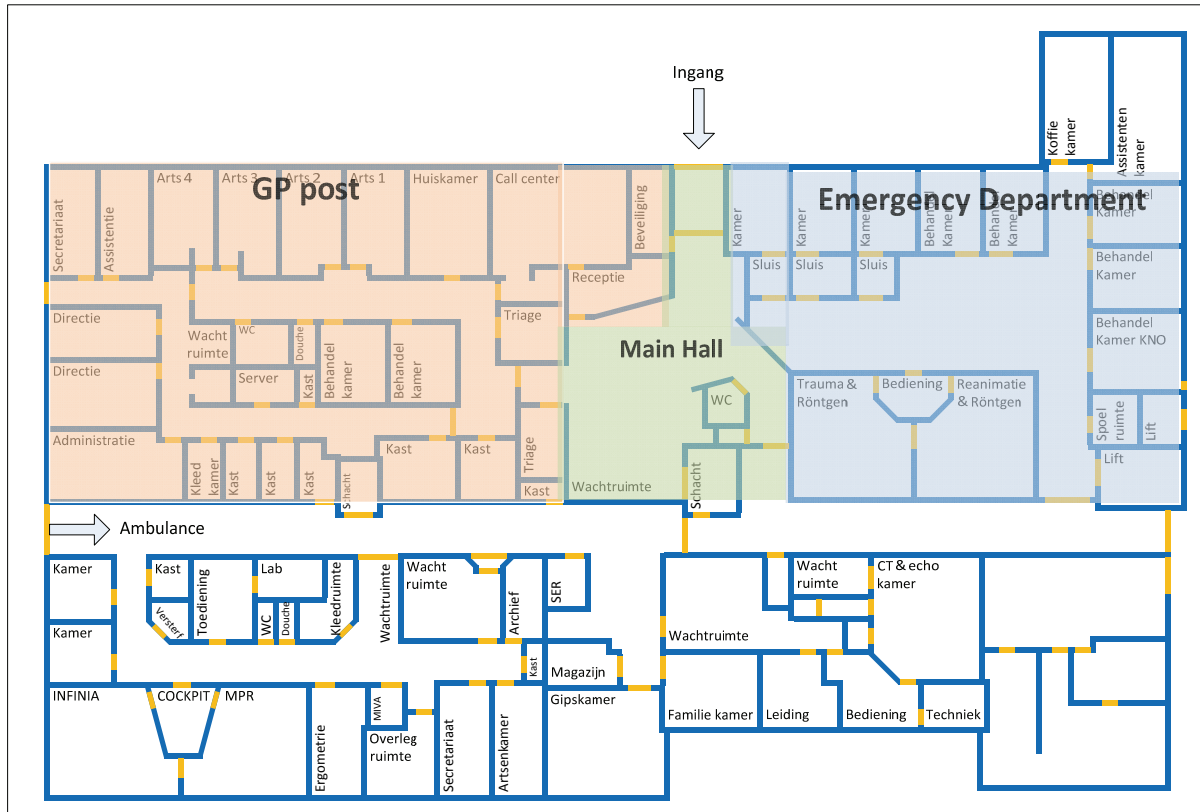 Ingang
Koffie
kamer
Assistenten
kamer
GP post
Emergency Department
Main Hall
Secretariaat
Assistentie
Arts 4
Arts 3
Arts 2
Arts 1
Huiskamer
Call center
Beveiliging
Kamer
Kamer
Kamer
Behandel
Kamer
Behandel
Kamer
Behandel
Kamer
Receptie
Sluis
Sluis
Sluis
Behandel
Kamer
Directie
Triage
Wacht
ruimte
WC
Douche
Behandel
kamer
Behandel
kamer
Behandel
Kamer KNO
Directie
Server
Kast
WC
Trauma &
Röntgen
Bediening
Reanimatie
& Röntgen
Spoel
ruimte
Lift
Administratie
Kleed
kamer
Kast
Kast
Kast
Schacht
Kast
Kast
Triage
Kast
Wachtruimte
Schacht
Lift
Ambulance
Kamer
Kast
Toediening
Lab
Kleedruimte
Wachtruimte
Wacht
ruimte
Archief
SER
Wacht
ruimte
CT & echo
kamer
Versterf
WC
Douche
Kamer
Wachtruimte
Kast
Magazijn
INFINIA
COCKPIT
MPR
Ergometrie
MIVA
Overleg
ruimte
Secretariaat
Artsenkamer
Gipskamer
Familie kamer
Leiding
Bediening
Techniek